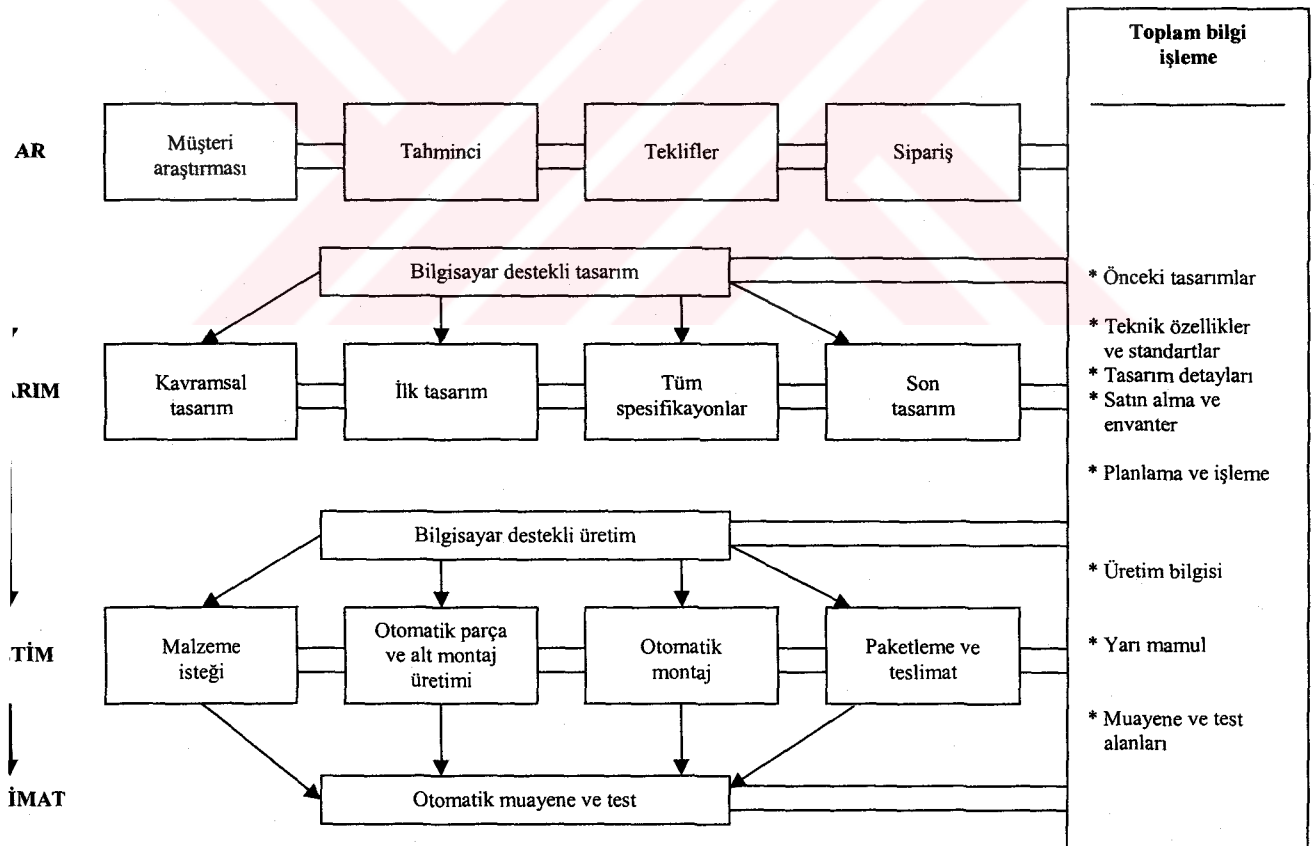 Toplam bilgi
işleme
AR
Müşteri
araştırması
Tahminci
Teklifler
Sipariş
Bilgisayar destekli tasarım
* Önceki tasarımlar
* Teknik özellikler
ve standartlar
* Tasarım detayları
* Satın alma ve
envanter
ARIM
Kavramsal
tasarım
İlk tasarım
Tüm
spesifikayonlar
Son
tasarım
* Planlama ve işleme
Bilgisayar destekli üretim
* Üretim bilgisi
TİM
Malzeme
isteği
Otomatik parça
ve alt montaj
üretimi
Otomatik
montaj
Paketleme ve
teslimat
* Yarı mamul
* Muayene ve test
alanları
İMAT
Otomatik muayene ve test